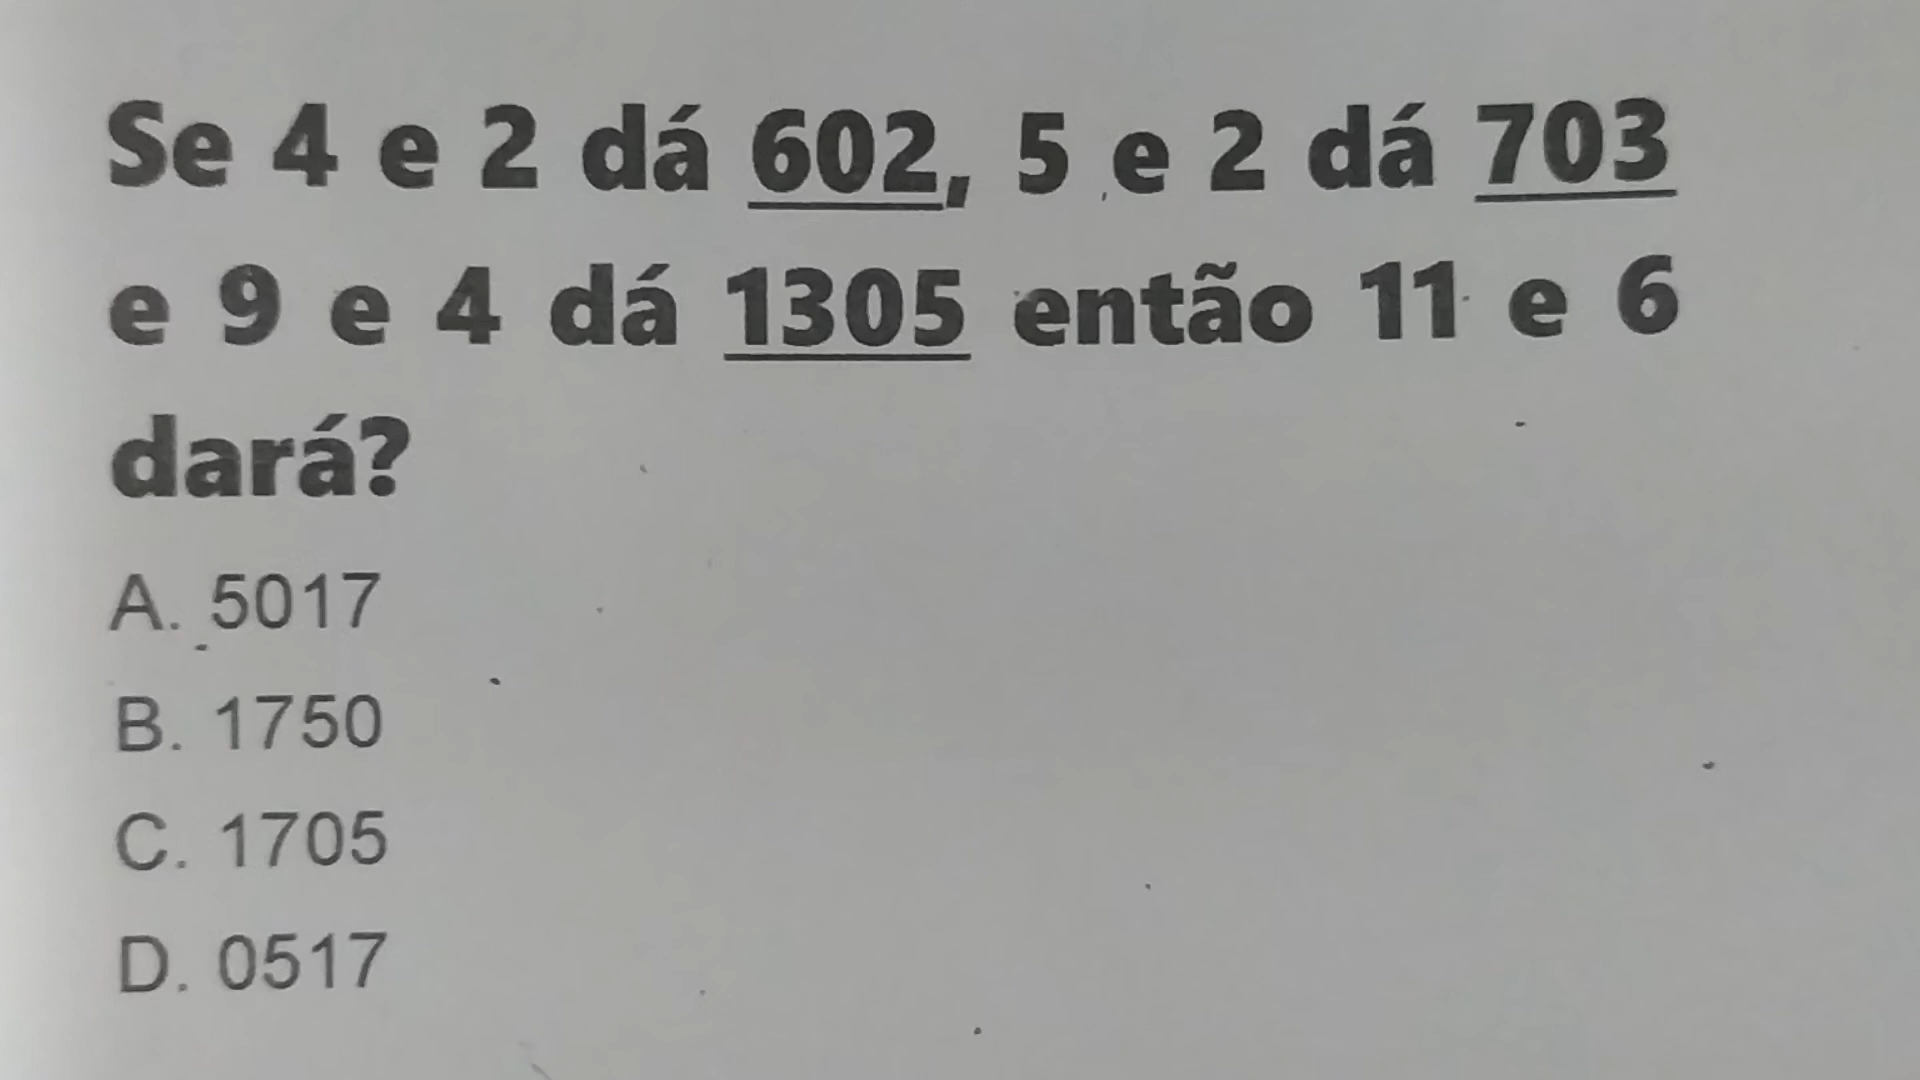 Se 4 e 2 dá 602, 5 e 2 dá 703
e 9 e 4 dá 1305 então 11 e 6
dará?
A. 5017
B. 1750
C. 1705
D. 0517